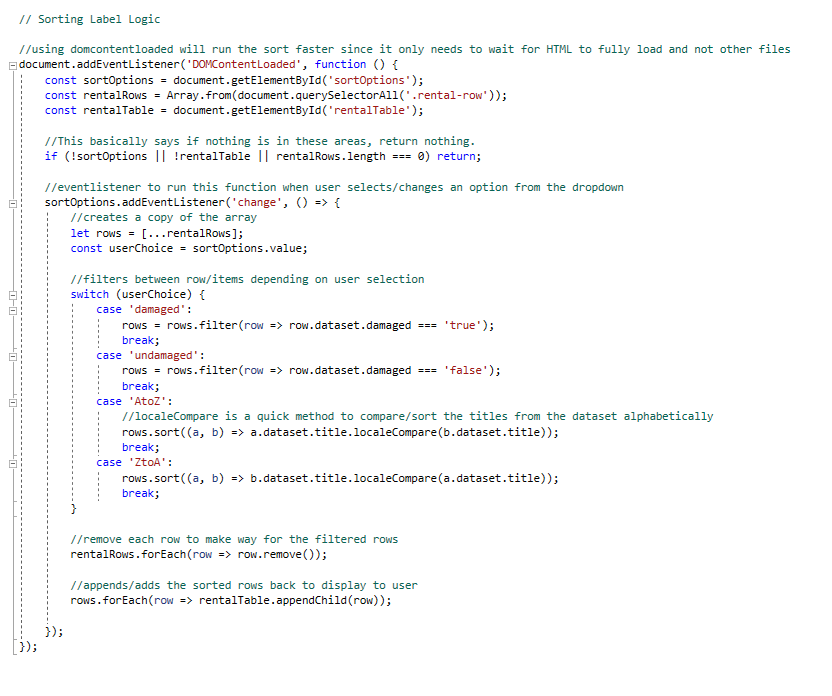 // Sorting Label Logic
//using domcontentloaded will run the sort faster since it only needs to wait for HTML to fully load and not other files
document.addEventListener('DOMContentLoaded', function () {
const sortOptions = document.getElementById('sortOptions');
const rentalRows = Array.from(document.querySelectorAll('.rental-row'));
const rentalTable = document.getElementById('rentalTable');
//This basically says if nothing is in these areas, return nothing.
if (!sortOptions || !rentalTable || rentalRows.length === 0) return;
//eventlistener to run this function when user selects/changes an option from the dropdown
sortOptions.addEventListener('change', () => {
//creates a copy of the array
let rows = [...rentalRows];
const userChoice = sortOptions.value;
//filters between row/items depending on user selection
switch (userChoice) {
case 'damaged':
rows = rows.filter(row => row.dataset.damaged === 'true');
break;
case 'undamaged':
rows = rows.filter(row => row.dataset.damaged === 'false');
break;
case 'AtoZ':
//localeCompare is a quick method to compare/sort the titles from the dataset alphabetically
rows.sort((a, b) => a.dataset.title.localeCompare(b.dataset.title));
break;
case 'ZtoA':
rows.sort((a, b) => b.dataset.title.localeCompare(a.dataset.title));
break;
}
//remove each row to make way for the filtered rows
rentalRows.forEach(row => row.remove());
//appends/adds the sorted rows back to display to user
rows.forEach(row => rentalTable.appendChild(row));
});
});